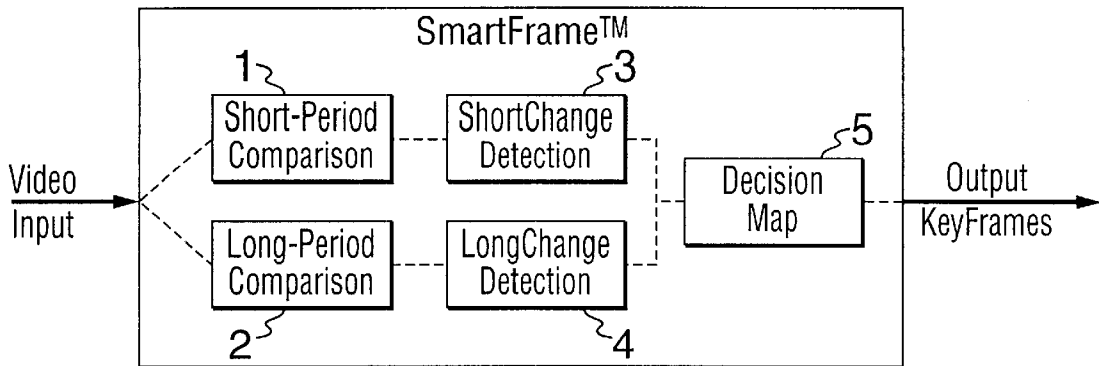 SmartFrame™
1
3
Short-Period
Comparison
ShortChange
Detection
5
Video
Input
Decision
Map
Output
KeyFrames
Long-Period
Comparison
LongChange
Detection
2
4